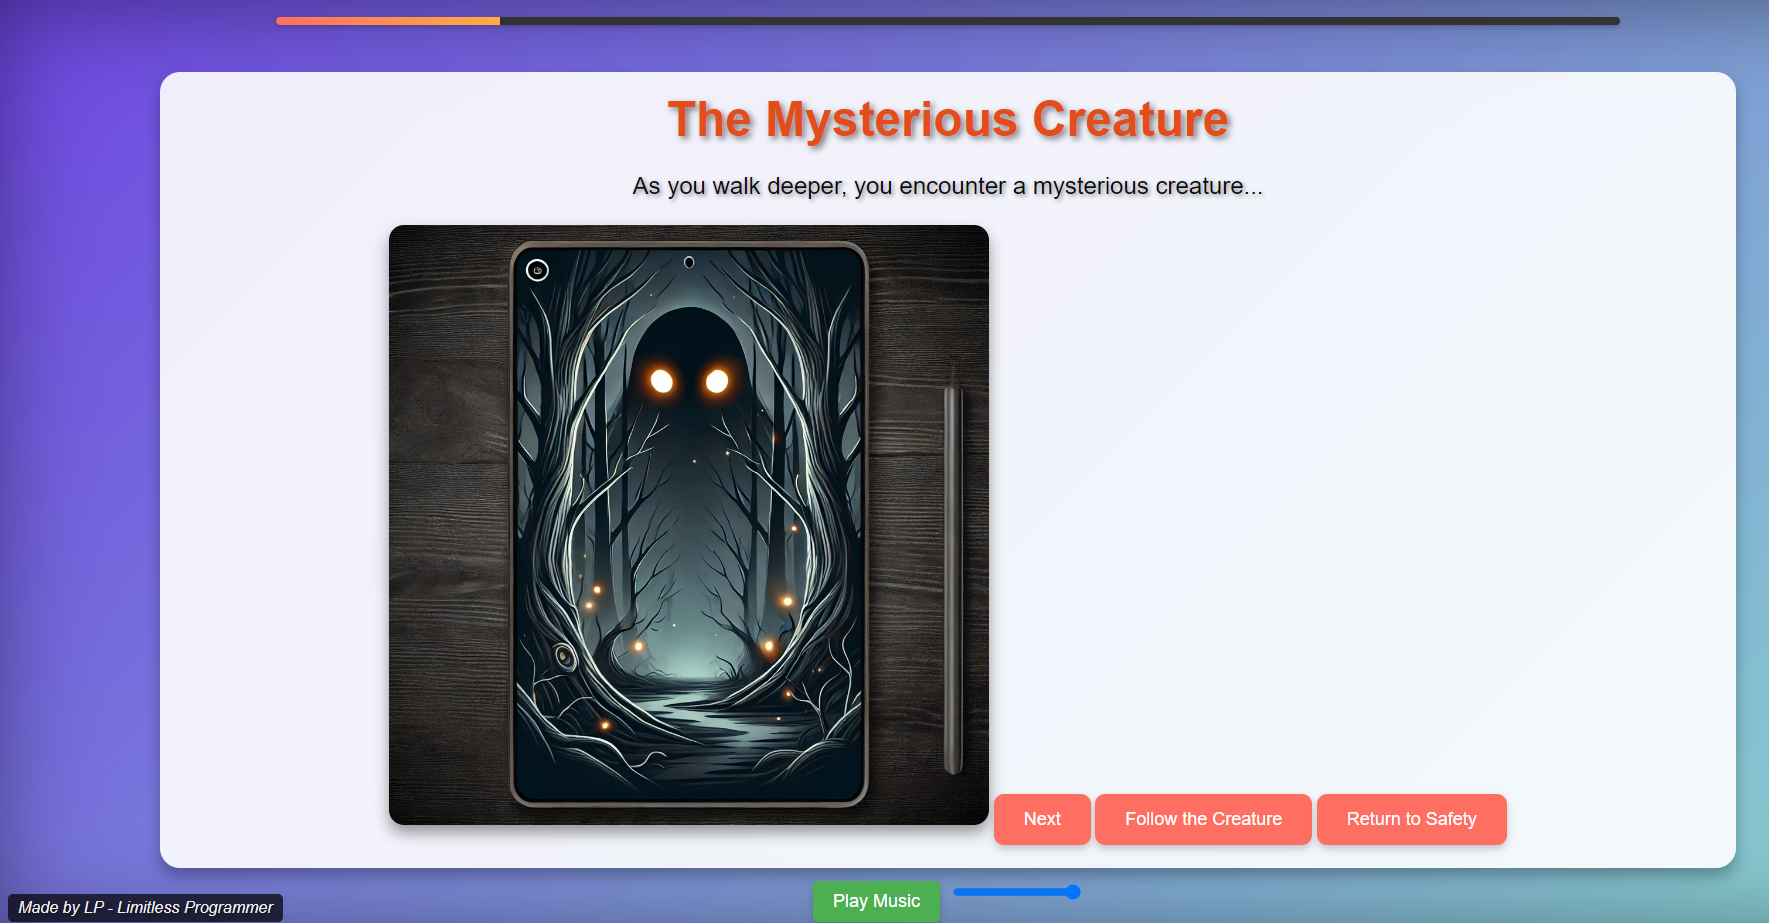 The Mysterious Creature
As you walk deeper, you encounter a mysterious creature...
Next
Follow the Creature
Return to Safety
Play Music
Made by LP - Limitless Programmer